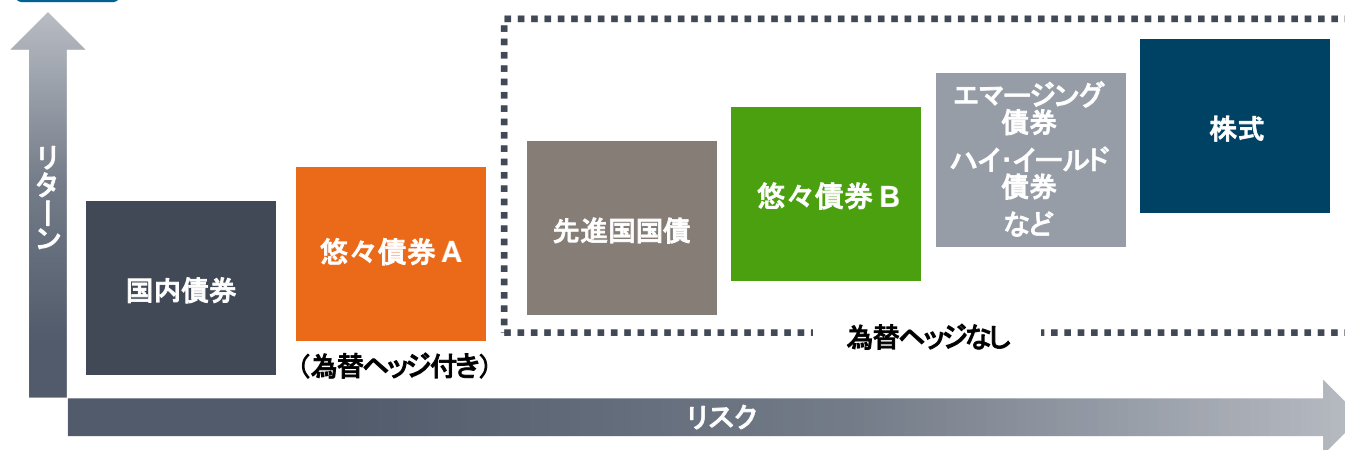 リターン
国内債券
悠々債券 A
（為替ヘッジ付き）
先進国国債
悠々債券 B
エマージング
債券
ハイ・イールド
債券
など
株式
為替ヘッジなし
リスク